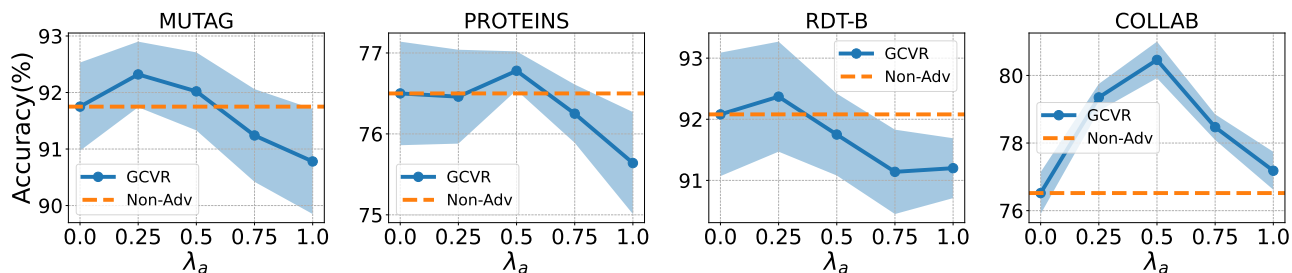 MUTAG
Accuracy(%)
93
92
91
90
GCVR
Non-Adv
0.0 0.25 0.5 0.75 1.0
λa
PROTEINS
77
76
75
GCVR
Non-Adv
0.0 0.25 0.5 0.75 1.0
λa
RDT-B
93
92
91
GCVR
Non-Adv
0.0 0.25 0.5 0.75 1.0
λa
COLLAB
80
78
76
GCVR
Non-Adv
0.0 0.25 0.5 0.75 1.0
λa